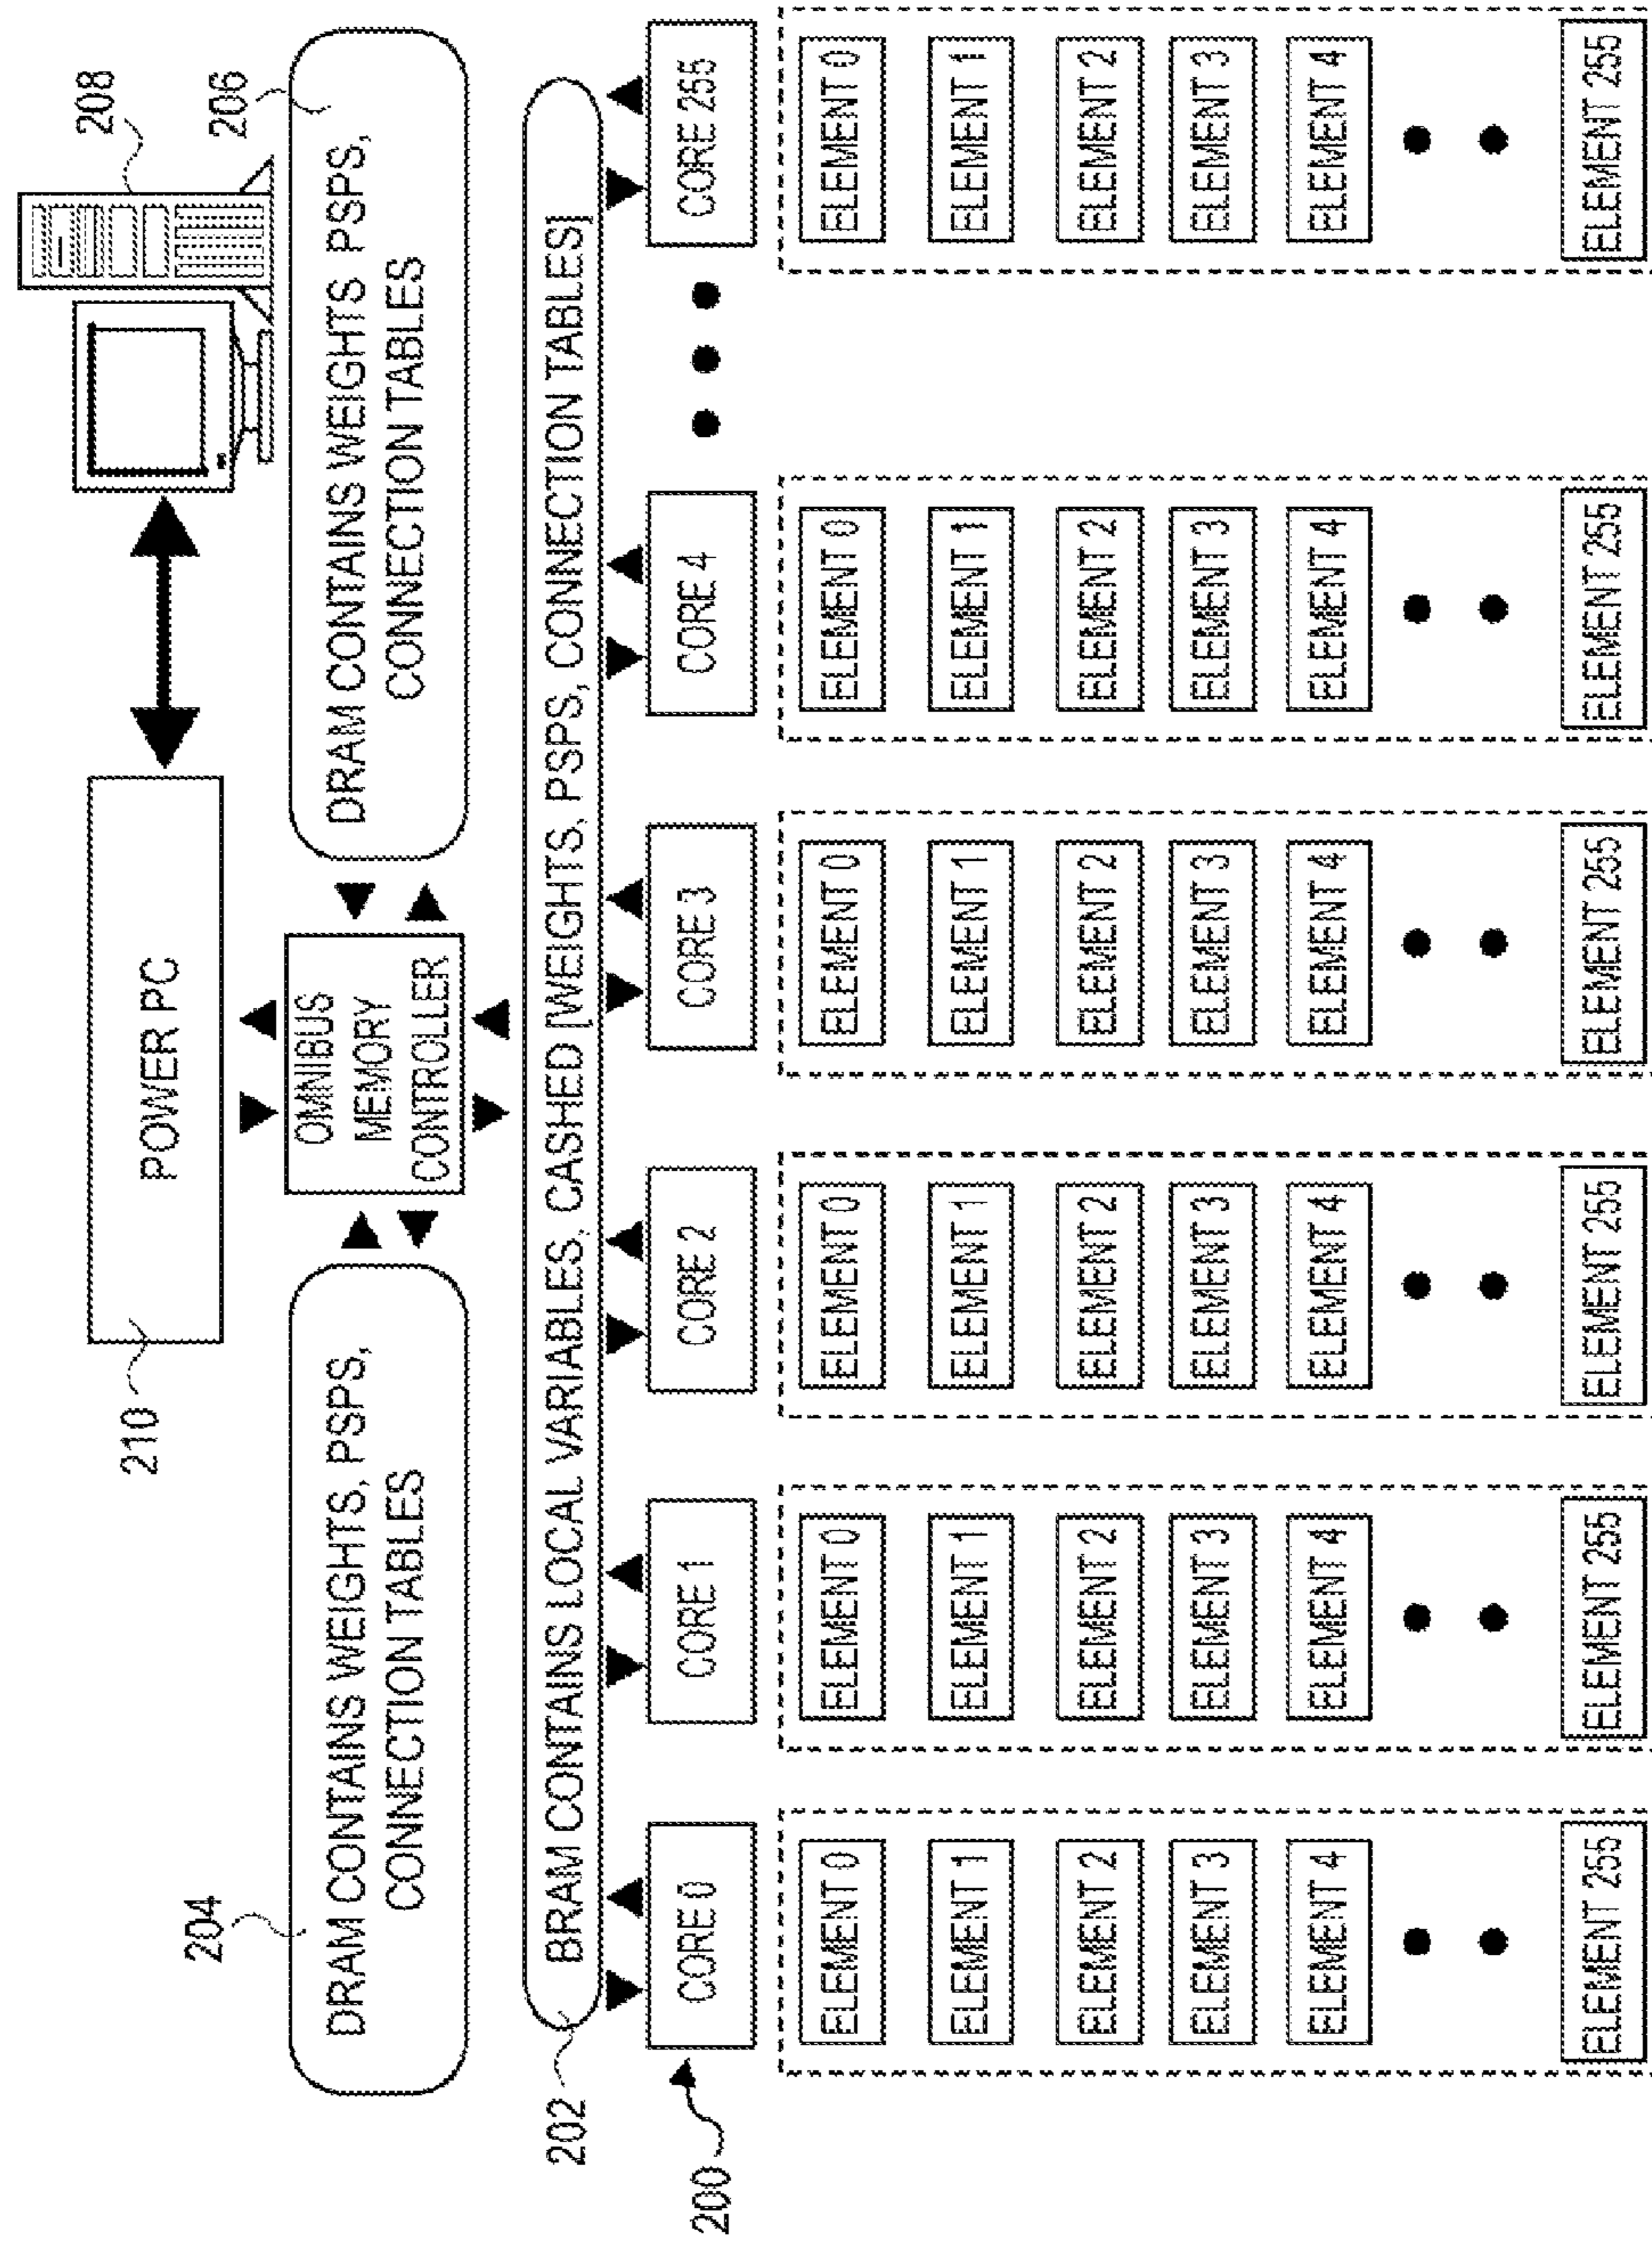 208
206
210
POWER PC
204
DRAM CONTAINS WEIGHTS, PSPS,
CONNECTION TABLES
OMNIBUS
MEMORY
CONTROLLER
DRAM CONTAINS WEIGHTS PSPS,
CONNECTION TABLES
202
BRAM CONTAINS LOCAL VARIABLES, CASHED [WEIGHTS, PSPS, CONNECTION TABLES]
200
CORE 0
CORE 1
CORE 2
CORE 3
CORE 4
CORE 255
ELEMENT 0
ELEMENT 1
ELEMENT 2
ELEMENT 3
ELEMENT 4
ELEMENT 255
ELEMENT 0
ELEMENT 1
ELEMENT 2
ELEMENT 3
ELEMENT 4
ELEMENT 255
ELEMENT 0
ELEMENT 1
ELEMENT 2
ELEMENT 3
ELEMENT 4
ELEMENT 255
ELEMENT 0
ELEMENT 1
ELEMENT 2
ELEMENT 3
ELEMENT 4
ELEMENT 255
ELEMENT 0
ELEMENT 1
ELEMENT 2
ELEMENT 3
ELEMENT 4
ELEMENT 255
ELEMENT 0
ELEMENT 1
ELEMENT 2
ELEMENT 3
ELEMENT 4
ELEMENT 255